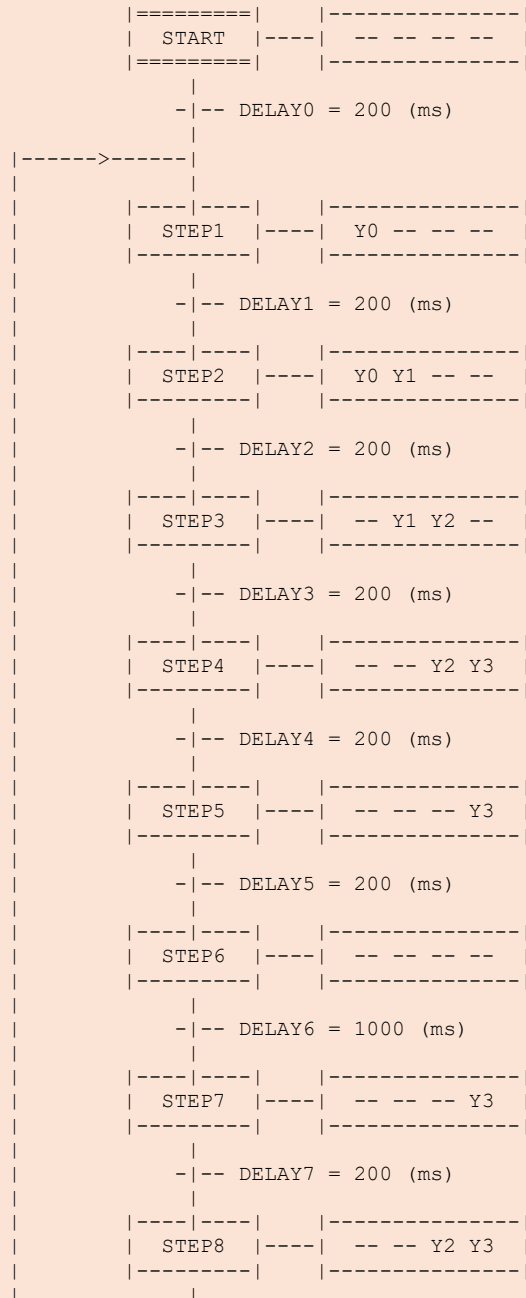 |=========|    |---------------|
|  START  |----|  -- -- -- --  |
|=========|    |---------------|
|
-|-- DELAY0 = 200 (ms)
|
|------>------|
|             |
|      |----|----|    |---------------|
|      |  STEP1  |----|  Y0 -- -- --  |
|      |---------|    |---------------|
|           |
|          -|-- DELAY1 = 200 (ms)
|           |
|      |----|----|    |---------------|
|      |  STEP2  |----|  Y0 Y1 -- --  |
|      |---------|    |---------------|
|           |
|          -|-- DELAY2 = 200 (ms)
|           |
|      |----|----|    |---------------|
|      |  STEP3  |----|  -- Y1 Y2 --  |
|      |---------|    |---------------|
|           |
|          -|-- DELAY3 = 200 (ms)
|           |
|      |----|----|    |---------------|
|      |  STEP4  |----|  -- -- Y2 Y3  |
|      |---------|    |---------------|
|           |
|          -|-- DELAY4 = 200 (ms)
|           |
|      |----|----|    |---------------|
|      |  STEP5  |----|  -- -- -- Y3  |
|      |---------|    |---------------|
|           |
|          -|-- DELAY5 = 200 (ms)
|           |
|      |----|----|    |---------------|
|      |  STEP6  |----|  -- -- -- --  |
|      |---------|    |---------------|
|           |
|          -|-- DELAY6 = 1000 (ms)
|           |
|      |----|----|    |---------------|
|      |  STEP7  |----|  -- -- -- Y3  |
|      |---------|    |---------------|
|           |
|          -|-- DELAY7 = 200 (ms)
|           |
|      |----|----|    |---------------|
|      |  STEP8  |----|  -- -- Y2 Y3  |
|      |---------|    |---------------|
|           |